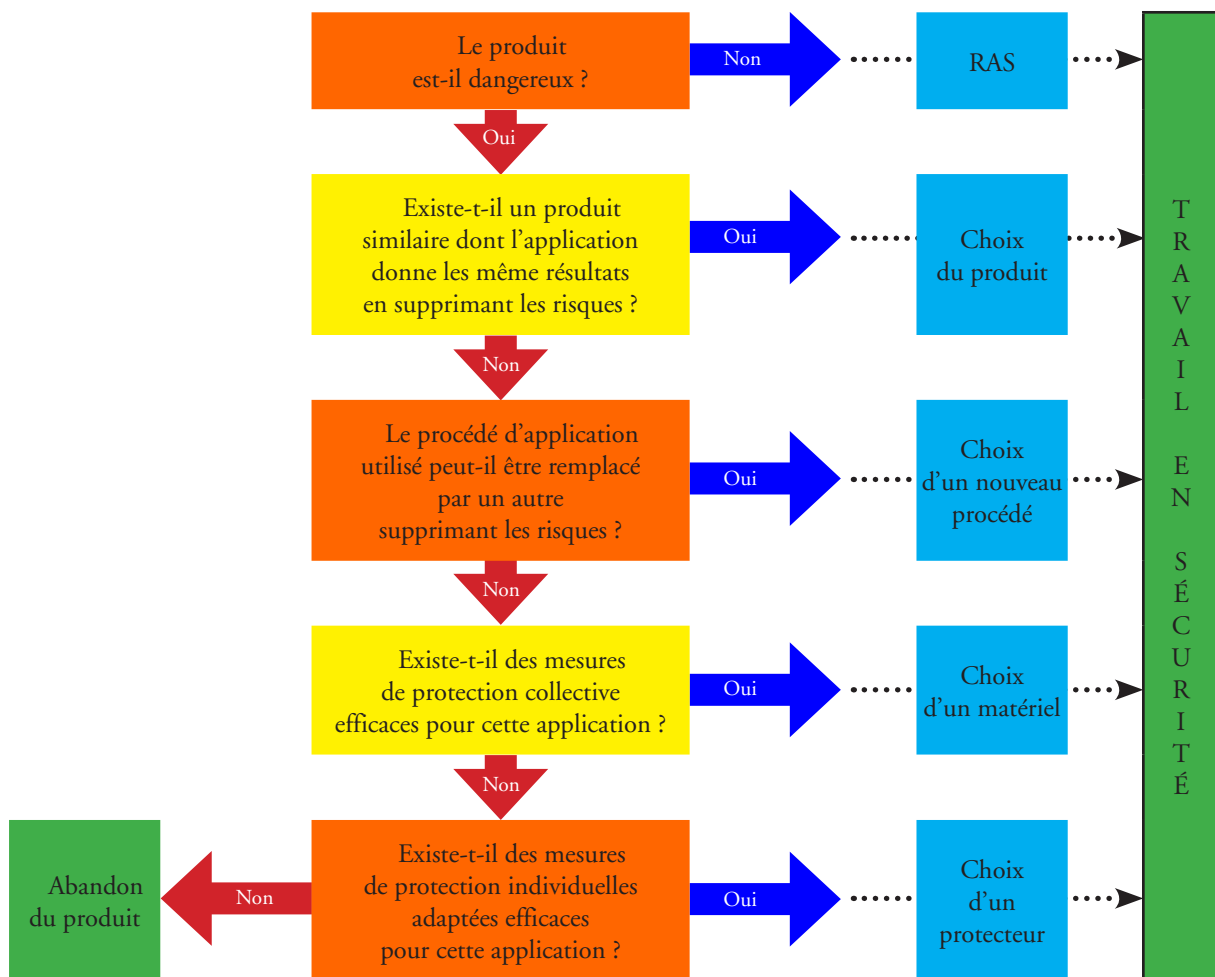 Le produit
est-il dangereux ?
Non
RAS
Oui
Existe-t-il un produit
similaire dont l'application
donne les même résultats
en supprimant les risques ?
Oui
Choix
du produit
Non
Le procédé d'application
utilisé peut-il être remplacé
par un autre
supprimant les risques ?
Oui
Choix
d'un nouveau
procédé
Non
Existe-t-il des mesures
de protection collective
efficaces pour cette application ?
Oui
Choix
d'un matériel
Non
Existe-t-il des mesures
de protection individuelles
adaptées efficaces
pour cette application ?
Oui
Choix
d'un
protecteur
Non
Abandon
du produit
TRAVAIL EN SÉCURITÉ